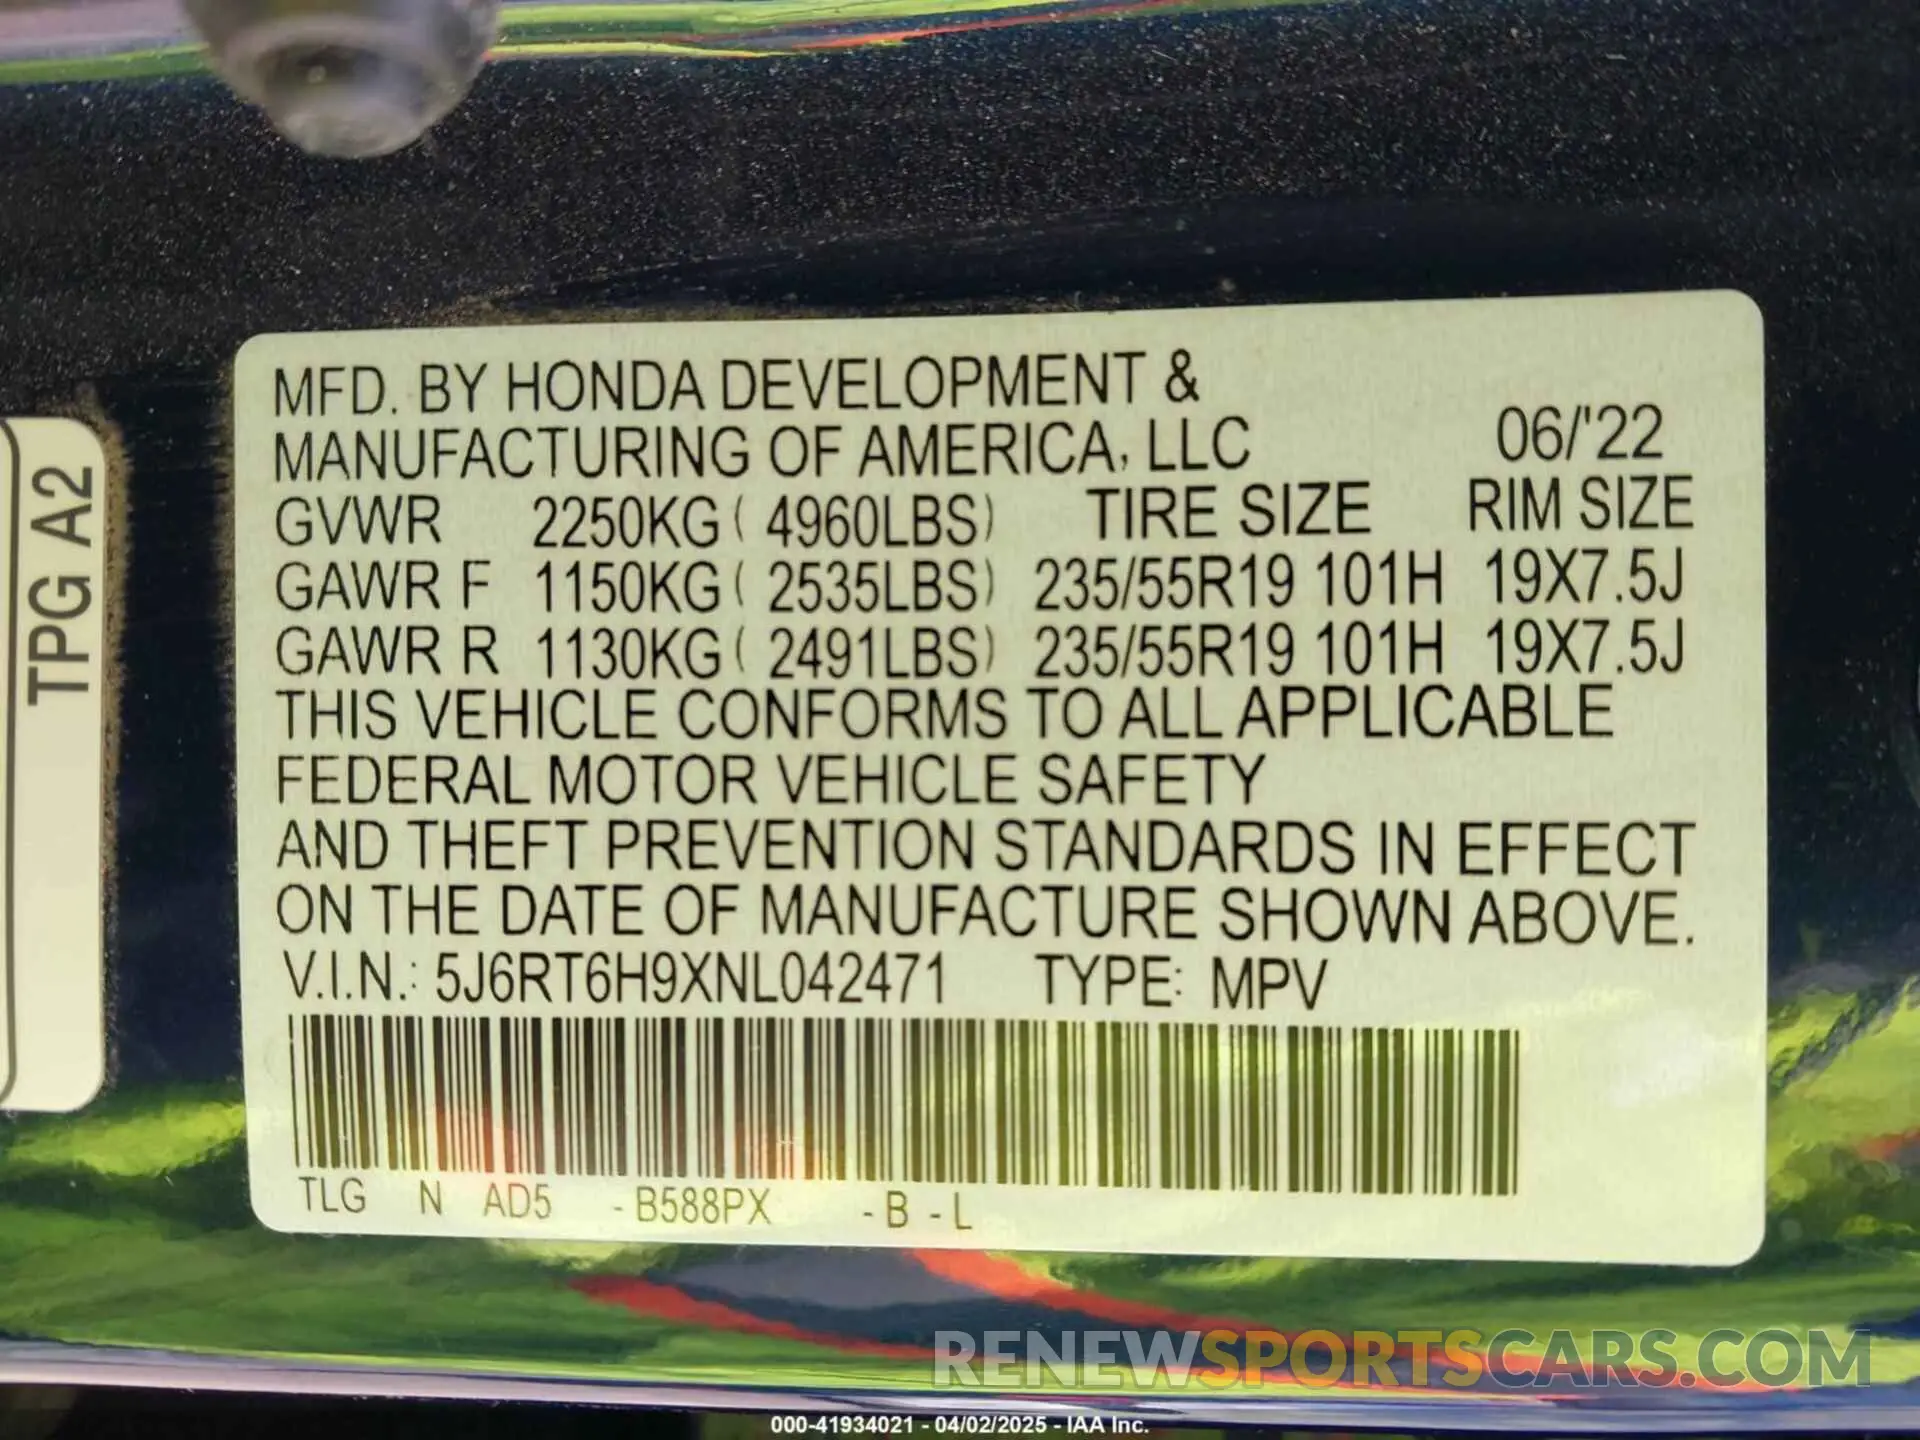 MFD. BY HONDA DEVELOPMENT &
MANUFACTURING OF AMERICA, LLC 06/'22
GVWR 2250KG ( 4960LBS) TIRE SIZE RIM SIZE
GAWR F 1150KG ( 2535LBS) 235/55R19 101H 19X7.5J
GAWR R 1130KG ( 2491LBS) 235/55R19 101H 19X7.5J
THIS VEHICLE CONFORMS TO ALL APPLICABLE
FEDERAL MOTOR VEHICLE SAFETY
AND THEFT PREVENTION STANDARDS IN EFFECT
ON THE DATE OF MANUFACTURE SHOWN ABOVE.
V.I.N.: 5J6RT6H9XNL042471 TYPE: MPV
TLG N AD5 - B588PX - B - L
TPG A2
RENEWSPORTSCARS.COM
000-41934021 - 04/02/2025 - IAA Inc.